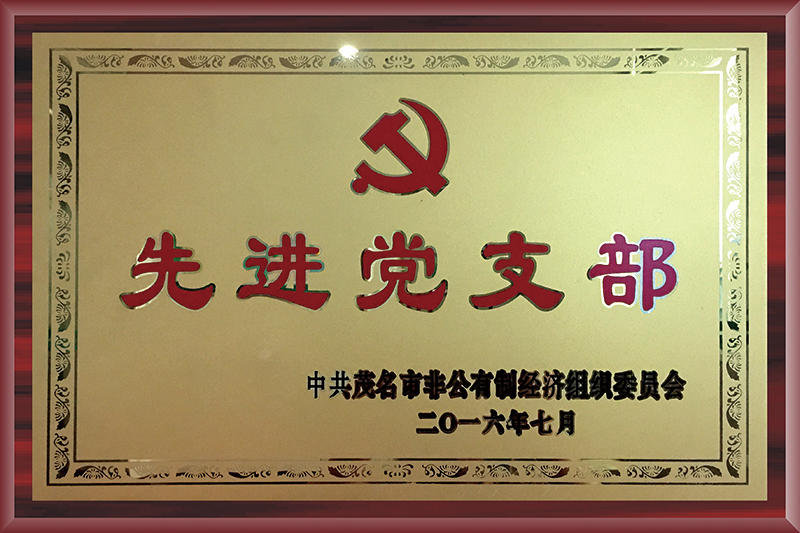 先进党支部
中共茂名市非公有制经济组织委员会
二〇一六年七月